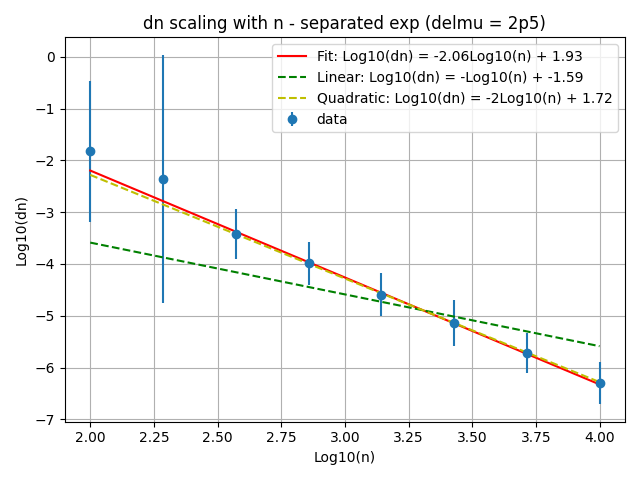 dn scaling with n - separated exp (delmu = 2p5)
Fit: Log10(dn) = -2.06Log10(n) + 1.93
Linear: Log10(dn) = -Log10(n) + -1.59
Quadratic: Log10(dn) = -2Log10(n) + 1.72
data
Log10(dn)
0
−1
−2
−3
−4
−5
−6
−7
2.00 2.25 2.50 2.75 3.00 3.25 3.50 3.75 4.00
Log10(n)